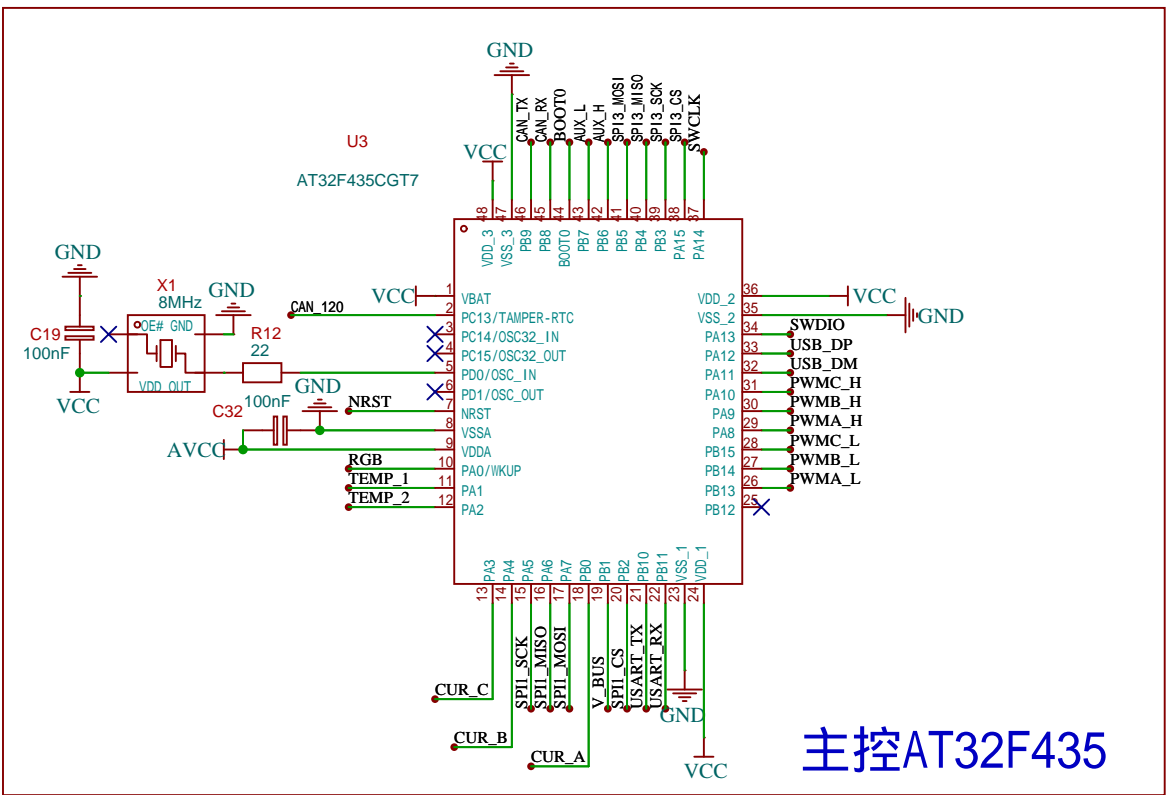 GND
CAN_TX
CAN_RX
BOOT0
AUX_L
AUX_H
SPI3_MOSI
SPI3_MISO
SPI3_SCK
SPI3_CS
SWCLK
U3
VCC
AT32F435CGT7
48
47
46
45
44
43
42
41
40
39
38
37
VDD_3
VSS_3
PB9
PB8
BOOT0
PB7
PB6
PB5
PB4
PB3
PA15
PA14
GND
X1
8MHz
GND
C19
100nF
OE# GND
VDD OUT
R12
22
VCC
VCC
1
VBAT
CAN_120
2
PC13/TAMPER-RTC
3
PC14/OSC32_IN
4
PC15/OSC32_OUT
5
PD0/OSC_IN
6
PD1/OSC_OUT
NRST
7
NRST
GND
C32
100nF
8
VSSA
AVCC
9
VDDA
RGB
10
PA0/WKUP
TEMP_1
11
PA1
TEMP_2
12
PA2
VDD_2
36
VCC
VSS_2
35
GND
PA13
34
SWDIO
PA12
33
USB_DP
PA11
32
USB_DM
PA10
31
PWMC_H
PA9
30
PWMB_H
PA8
29
PWMA_H
PB15
28
PWMC_L
PB14
27
PWMB_L
PB13
26
PWMA_L
PB12
25
PA3
PA4
PA5
PA6
PA7
PB0
PB1
PB2
PB10
PB11
VSS_1
VDD_1
13
14
15
16
17
18
19
20
21
22
23
24
CUR_C
CUR_B
SPI1_SCK
SPI1_MISO
SPI1_MOSI
CUR_A
V_BUS
SPI1_CS
USART_TX
USART_RX
GND
VCC
主控AT32F435